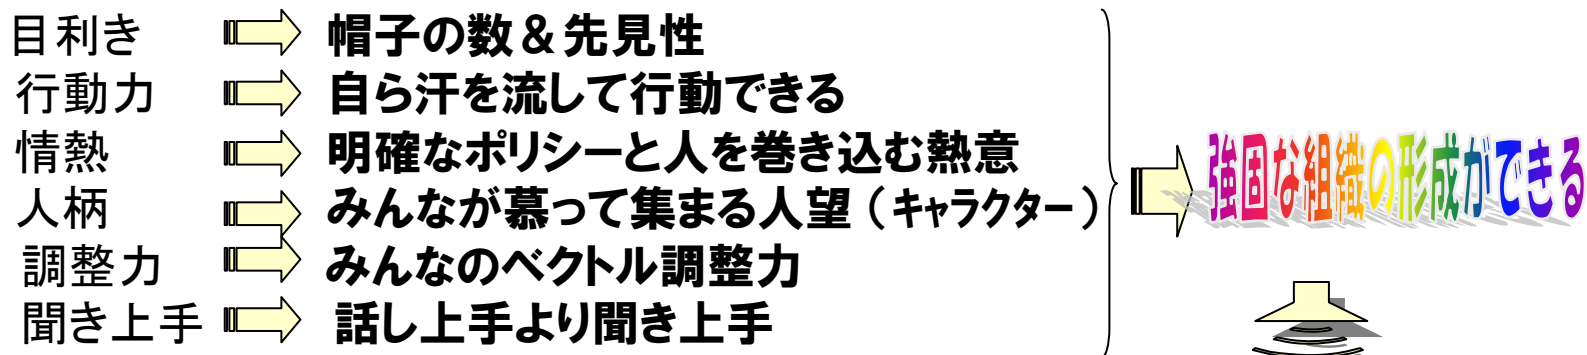 目利き 帽子の数＆先見性
行動力 自ら汗を流して行動できる
情熱 明確なポリシーと人を巻き込む熱意
人柄 みんなが慕って集まる人望（キャラクター）
調整力 みんなのベクトル調整力
聞き上手 話し上手より聞き上手
強固な組織の形成ができる